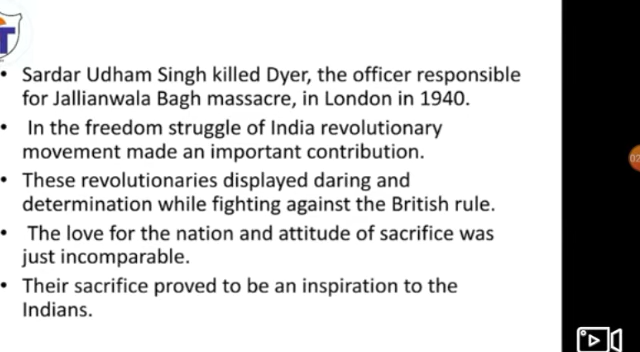 • Sardar Udham Singh killed Dyer, the officer responsible
for Jallianwala Bagh massacre, in London in 1940.
• In the freedom struggle of India revolutionary
movement made an important contribution.
• These revolutionaries displayed daring and
determination while fighting against the British rule.
• The love for the nation and attitude of sacrifice was
just incomparable.
• Their sacrifice proved to be an inspiration to the
Indians.